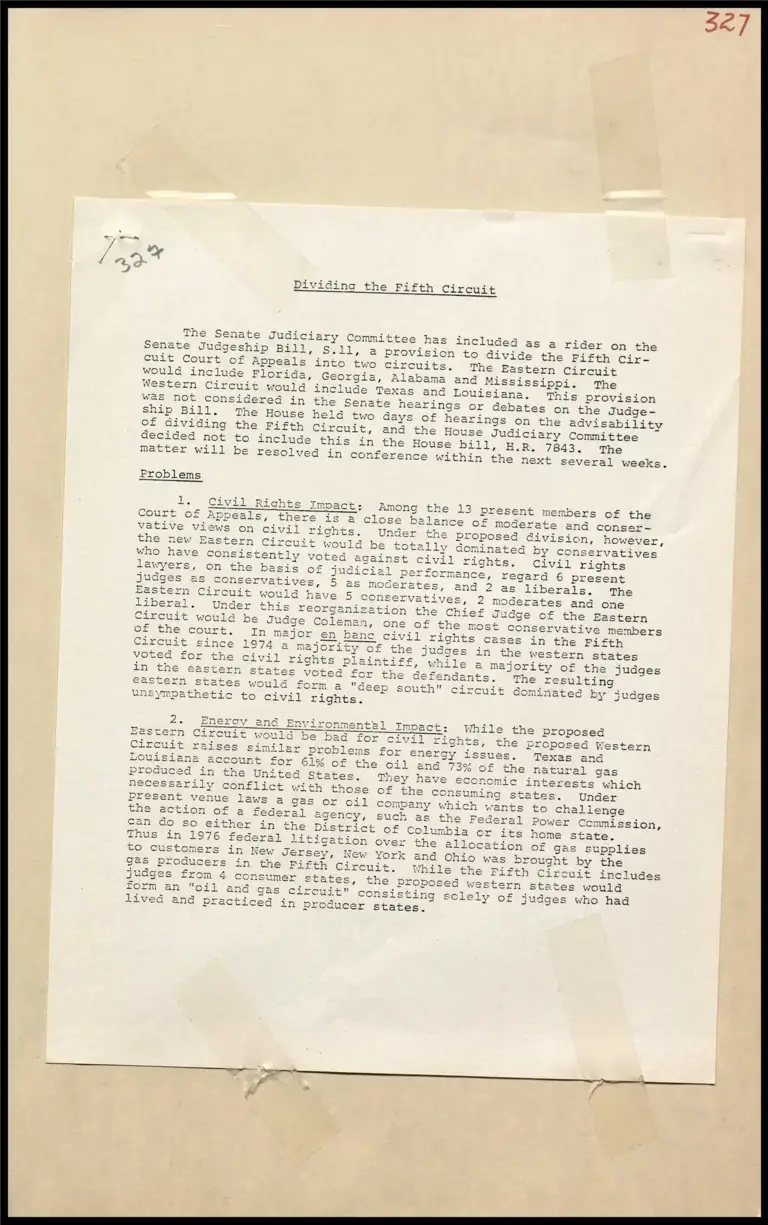 327
327
Dividing the Fifth Circuit
The Senate Judiciary Committee has included as a rider on the
Senate Judgeship Bill, S.11, a provision to divide the Fifth Cir-
cuit Court of Appeals into two circuits. The Eastern Circuit
would include Florida, Georgia, Alabama and Mississippi. The
Western Circuit would include Texas and Louisiana. This provision
was not considered in the Senate hearings or debates on the Judge-
ship Bill. The House held two days of hearings on the advisability
of dividing the Fifth Circuit, and the House Judiciary Committee
decided not to include this in the House bill, H.R. 7843. The
matter will be resolved in conference within the next several weeks.
Problems
1. Civil Rights Impact: Among the 13 present members of the
Court of Appeals, there is a close balance of moderate and conser-
vative views on civil rights. Under the proposed division, however,
the new Eastern Circuit would be totally dominated by conservatives
who have consistently voted against civil rights. Civil rights
lawyers, on the basis of judicial performance, regard 6 present
judges as conservatives, 5 as moderates, and 2 as liberals. The
Eastern Circuit would have 5 conservatives, 2 moderates and one
liberal. Under this reorganization the Chief Judge of the Eastern
Circuit would be Judge Coleman, one of the most conservative members
of the court. In major en banc civil rights cases in the Fifth
Circuit since 1974 a majority of the judges in the western states
voted for the civil rights plaintiff, while a majority of the judges
in the eastern states voted for the defendants. The resulting
eastern states would form a "deep south" circuit dominated by judges
unsympathetic to civil rights.
2. Energy and Environmental Impact: While the proposed
Eastern Circuit would be bad for civil rights, the proposed Western
Circuit raises similar problems for energy issues. Texas and
Louisiana account for 61% of the oil and 73% of the natural gas
produced in the United States. They have economic interests which
necessarily conflict with those of the consuming states. Under
present venue laws a gas or oil company which wants to challenge
the action of a federal agency, such as the Federal Power Commission,
can do so either in the District of Columbia or its home state.
Thus in 1976 federal litigation over the allocation of gas supplies
to customers in New Jersey, New York and Ohio was brought by the
gas producers in the Fifth Circuit. While the Fifth Circuit includes
judges from 4 consumer states, the proposed western states would
form an "oil and gas circuit" consisting solely of judges who had
lived and practiced in producer states.